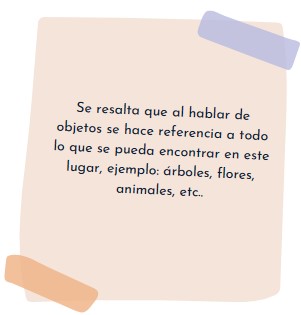 Se resalta que al hablar de
objetos se hace referencia a todo
lo que se pueda encontrar en este
lugar, ejemplo: árboles, flores,
animales, etc..